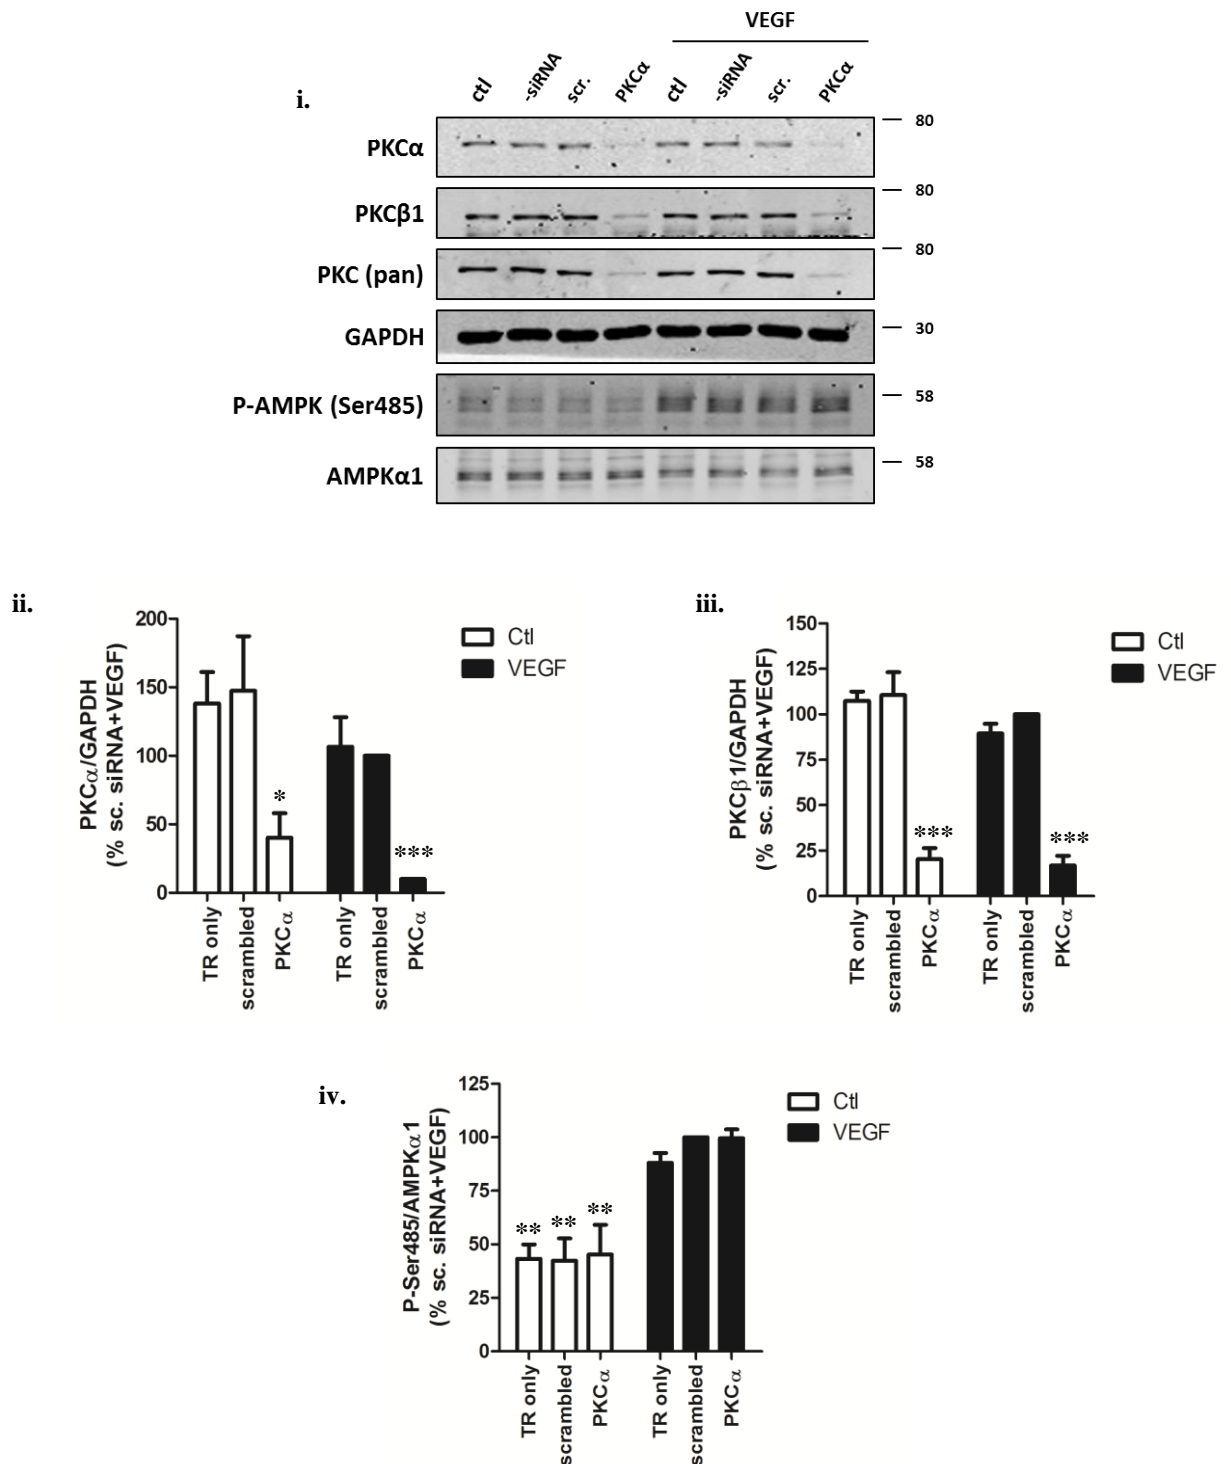 VEGF
ctl -siRNA scr. PKCα ctl -siRNA scr. PKCα
i.
PKCα 80
PKCβ1 80
PKC (pan) 80
GAPDH 30
P-AMPK (Ser485) 58
AMPKα1 58
ii.
PKCα/GAPDH
(% sc. siRNA+VEGF)
200
150
100
50
0
*
***
Ctl
VEGF
TR only scrambled PKCα TR only scrambled PKCα
iii.
PKCβ1/GAPDH
(% sc. siRNA+VEGF)
150
125
100
75
50
25
0
***
***
Ctl
VEGF
TR only scrambled PKCα TR only scrambled PKCα
iv.
P-Ser485/AMPKα1
(% sc. siRNA+VEGF)
125
100
75
50
25
0
** ** **
Ctl
VEGF
TR only scrambled PKCα TR only scrambled PKCα